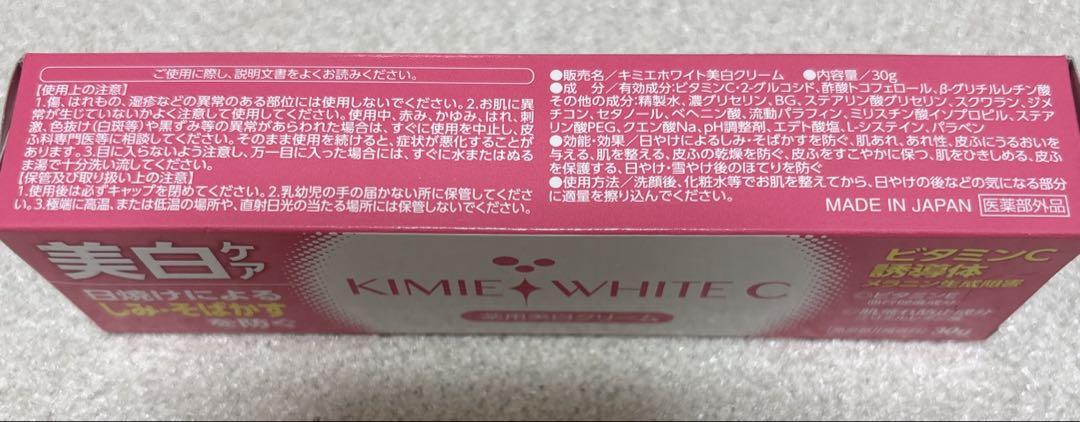 ご使用に際し、説明文書をよくお読みください。
【使用上の注意】
1.傷、はれもの、湿疹などの異常のある部位には使用しないでください。2.お肌に異
常が生じていないかよく注意して使用してください。使用中、赤み、かゆみ、はれ、刺
激、色抜け(白斑等)や黒ずみ等の異常があらわれた場合は、すぐに使用を中止し、皮
ふ科専門医等に相談してください。そのまま使用を続けると、症状が悪化することが
あります。3.目に入らないよう注意し、万一目に入った場合には、すぐに水またはぬる
ま湯で十分洗い流してください。
【保管及び取り扱い上の注意】
1.使用後は必ずキャップを閉めてください。2.乳幼児の手の届かない所に保管してくださ
い。3.極端に高温、または低温の場所や、直射日光の当たる場所には保管しないでください。
●販売名/キミエホワイト美白クリーム ●内容量/30g
●成 分/有効成分:ビタミンC・2-グルコシド、酢酸トコフェロール、β-グリチルレチン酸
その他の成分:精製水、濃グリセリン、BG、ステアリン酸グリセリン、スクワラン、ジメ
チコン、セタノール、ベヘニン酸、流動パラフィン、ミリスチン酸イソプロピル、ステア
リン酸PEG、クエン酸Na、pH調整剤、エデト酸塩、L-システイン、パラベン
●効能・効果/日やけによるしみ・そばかすを防ぐ、肌あれ、あれ性、皮ふにうるおいを
与える、肌を整える、皮ふの乾燥を防ぐ、皮ふをすこやかに保つ、肌をひきしめる、皮ふ
を保護する、日やけ・雪やけ後のほてりを防ぐ
●使用方法/洗顔後、化粧水等でお肌を整えてから、日やけの後などの気になる部分
に適量を擦り込んでください。
MADE IN JAPAN 医薬部外品
美白ケア
日焼けによる
しみ・そばかす
を防ぐ
KIMIE WHITE C
薬用美白クリーム
ビタミンC
誘導体
メラニン生成阻害
ビタミンE
30g